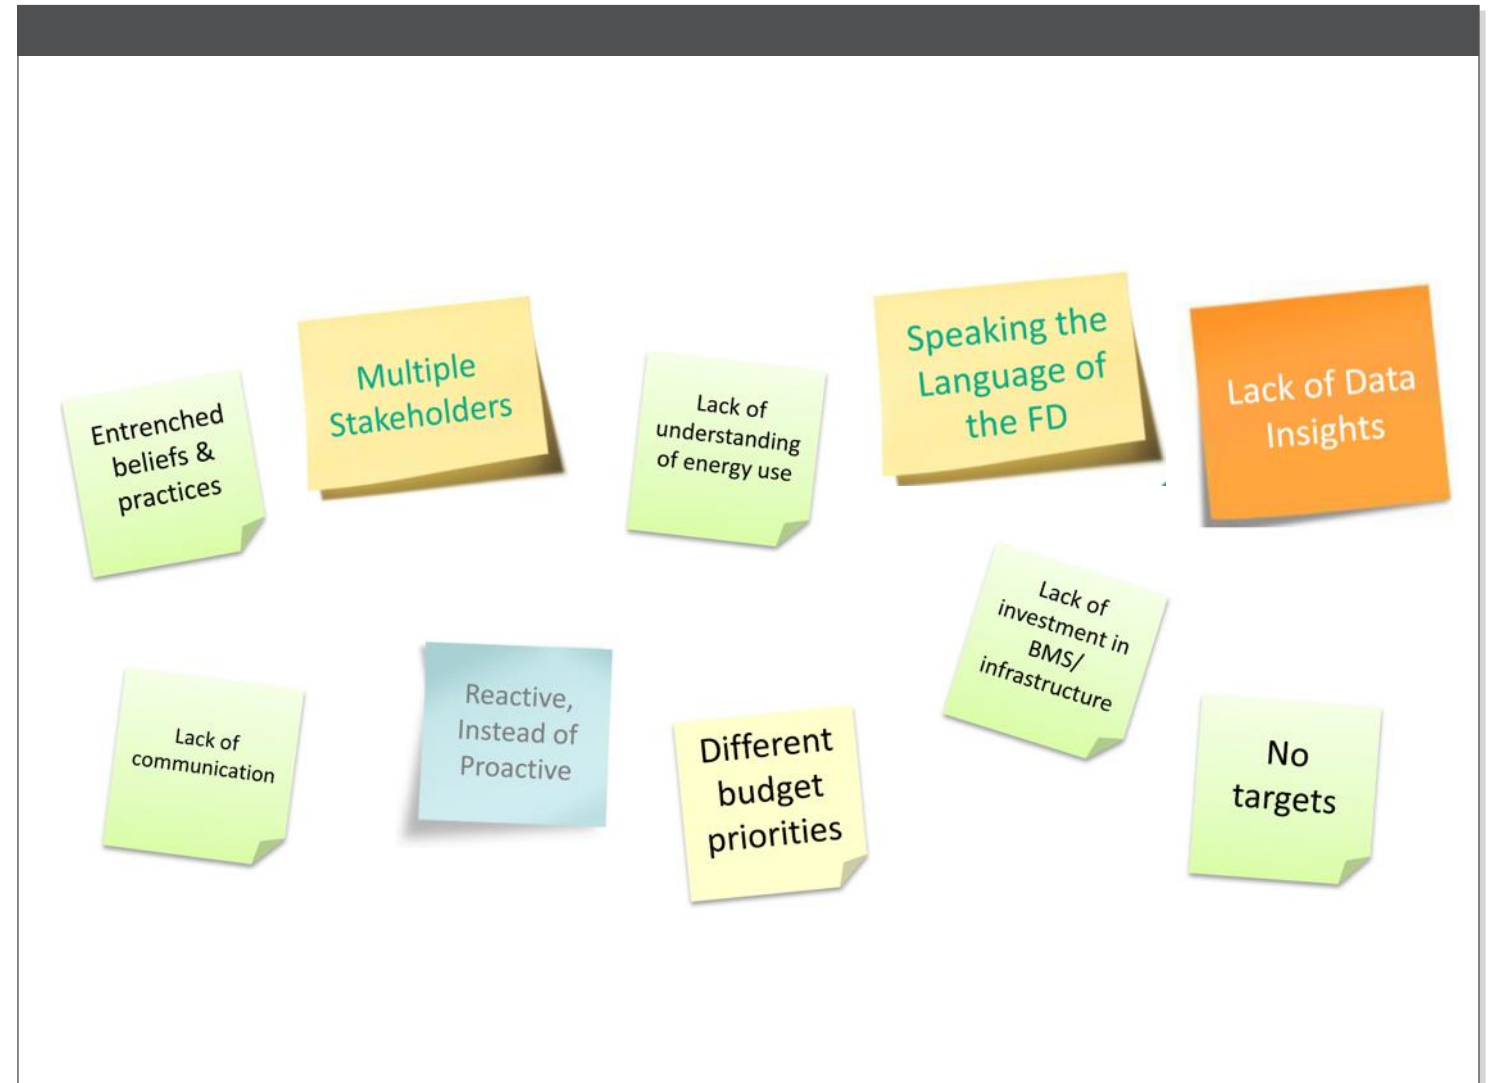 Entrenched
beliefs &
practices
Multiple
Stakeholders
Lack of
understanding
of energy use
Speaking the
Language of
the FD
Lack of Data
Insights
Lack of
communication
Reactive,
Instead of
Proactive
Different
budget
priorities
Lack of
investment in
BMS/
infrastructure
No
targets